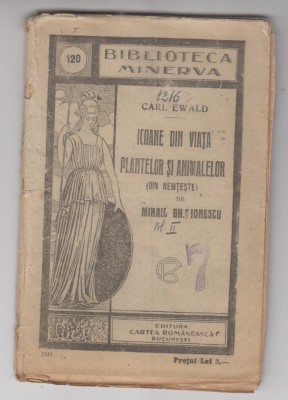 120
BIBLIOTECA
MINERVA
1216
CARL EWALD
ICOANE DIN VIAȚA
PLANTELOR ȘI ANIMALELOR
(DIN NEMȚEȘTE)
DE
MIHAIL GH. IONESCU
II
EDITURA
CARTEA ROMÂNEASCĂ
BUCUREȘTI
Prețul Lei